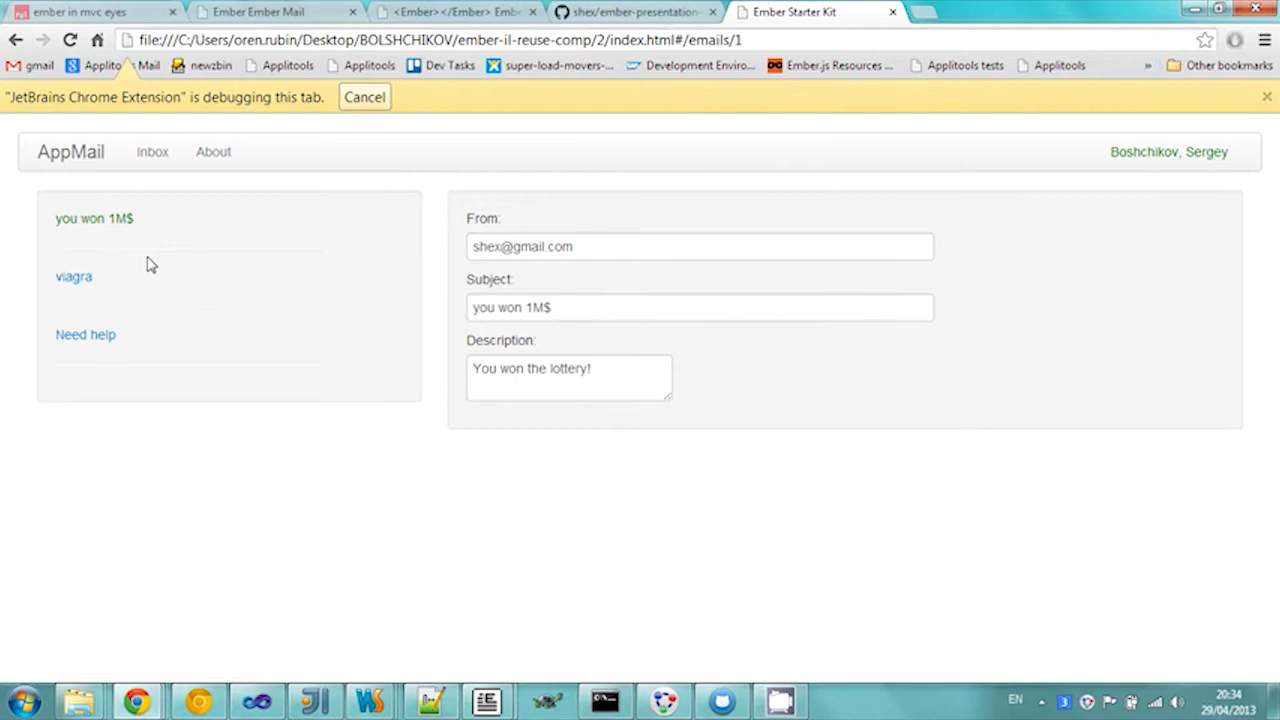 ember in mvc eyes
Ember Ember Mail
<Ember></Ember> Embe
shex/ember-presentation-
Ember Starter Kit
file:///C:/Users/oren.rubin/Desktop/BOLSHCHIKOV/ember-il-reuse-comp/2/index.html#/emails/1
gmail
Applito
Mail
newzbin
Applitools
Applitools
Dev Tasks
super-load-movers-...
Development Enviro...
Ember.js Resources ...
Applitools tests
Applitools
»
Other bookmarks
"JetBrains Chrome Extension" is debugging this tab.
Cancel
AppMail
Inbox
About
Boshchikov, Sergey
you won 1M$
viagra
Need help
From:
shex@gmail.com
Subject:
you won 1M$
Description:
You won the lottery!
EN
20:34
29/04/2013